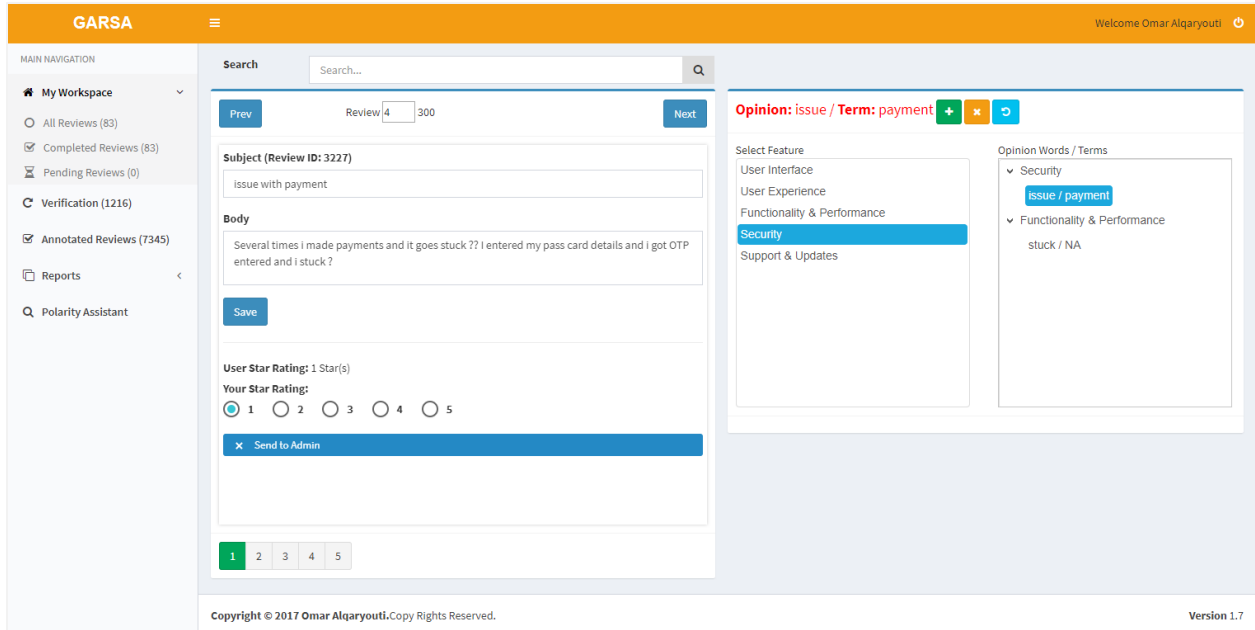 GARSA
Welcome Omar Alqaryouti
MAIN NAVIGATION
My Workspace
All Reviews (83)
Completed Reviews (83)
Pending Reviews (0)
Verification (1216)
Annotated Reviews (7345)
Reports
Polarity Assistant
Search
Search...
Prev
Review 4 300
Next
Subject (Review ID: 3227)
issue with payment
Body
Several times i made payments and it goes stuck ?? I entered my pass card details and i got OTP
entered and i stuck ?
Save
User Star Rating: 1 Star(s)
Your Star Rating:
1 2 3 4 5
Send to Admin
1 2 3 4 5
Opinion: issue / Term: payment
Select Feature
User Interface
User Experience
Functionality & Performance
Security
Support & Updates
Opinion Words / Terms
Security
issue / payment
Functionality & Performance
stuck / NA
Copyright © 2017 Omar Alqaryouti.Copy Rights Reserved.
Version 1.7